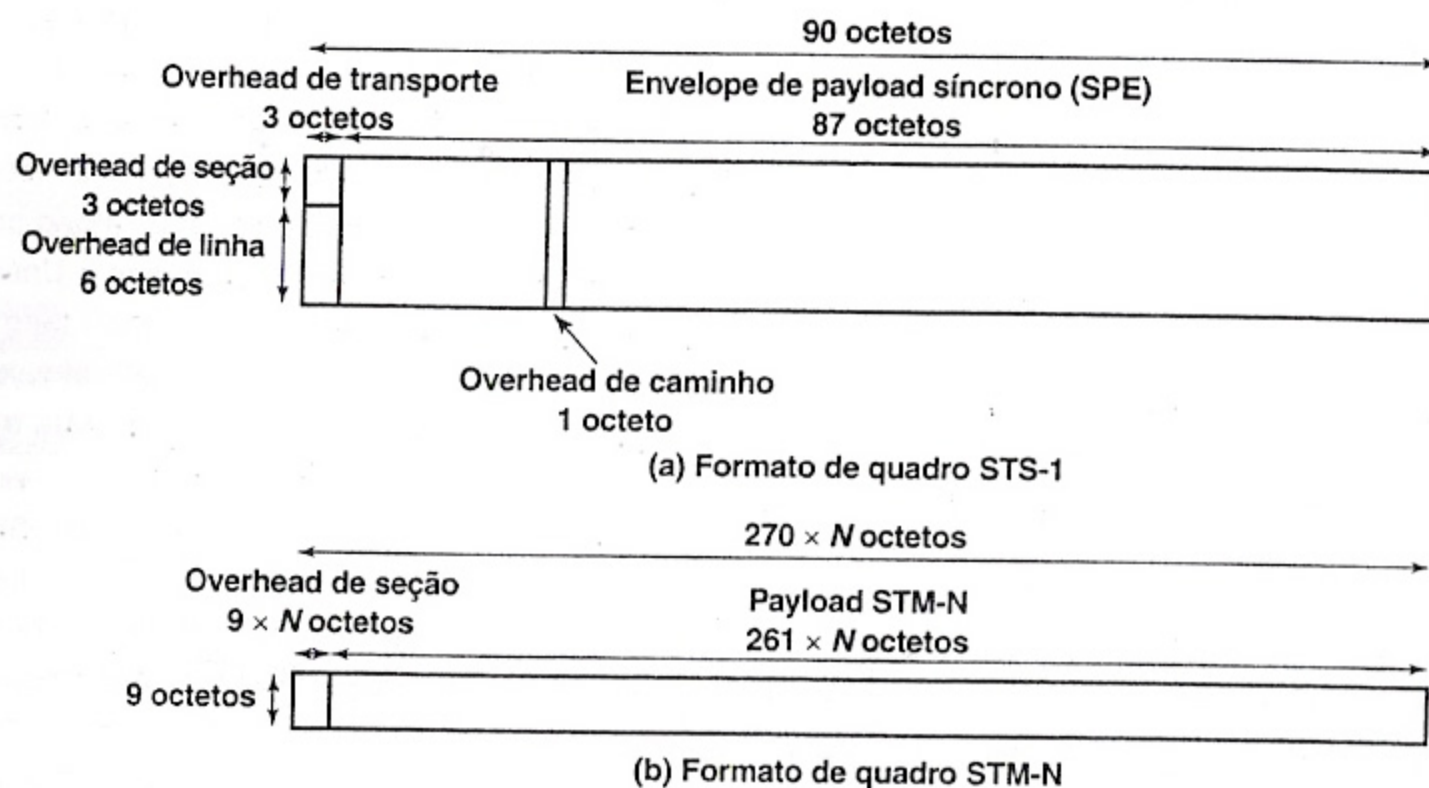 90 octetos
Overhead de transporte
3 octetos
Envelope de payload síncrono (SPE)
87 octetos
Overhead de seção
3 octetos
Overhead de linha
6 octetos
Overhead de caminho
1 octeto
(a) Formato de quadro STS-1
270 × N octetos
Overhead de seção
9 × N octetos
Payload STM-N
261 × N octetos
9 octetos
(b) Formato de quadro STM-N